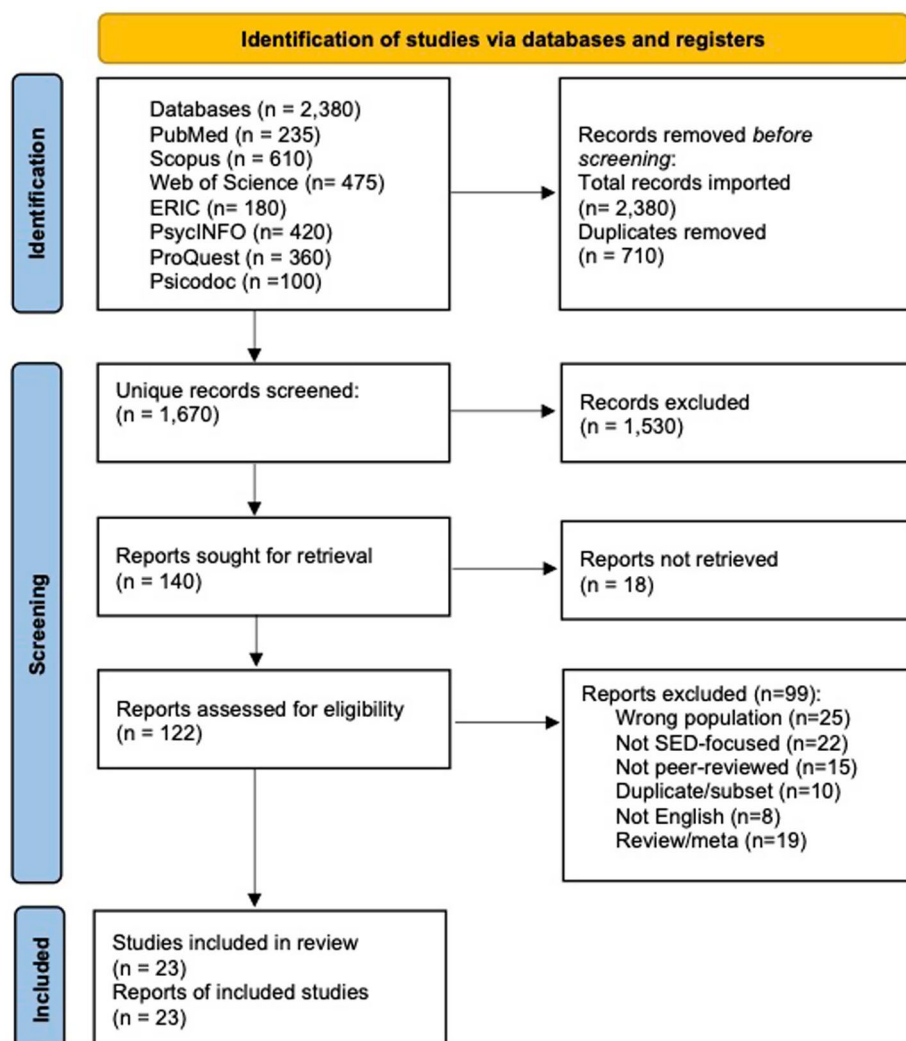 Identification of studies via databases and registers
Identification
Databases (n = 2,380)
PubMed (n = 235)
Scopus (n = 610)
Web of Science (n= 475)
ERIC (n= 180)
PsycINFO (n= 420)
ProQuest (n = 360)
Psicodoc (n =100)
Records removed before
screening:
Total records imported
(n= 2,380)
Duplicates removed
(n = 710)
Screening
Unique records screened:
(n = 1,670)
Records excluded
(n = 1,530)
Reports sought for retrieval
(n = 140)
Reports not retrieved
(n = 18)
Reports assessed for eligibility
(n = 122)
Reports excluded (n=99):
Wrong population (n=25)
Not SED-focused (n=22)
Not peer-reviewed (n=15)
Duplicate/subset (n=10)
Not English (n=8)
Review/meta (n=19)
Included
Studies included in review
(n = 23)
Reports of included studies
(n = 23)